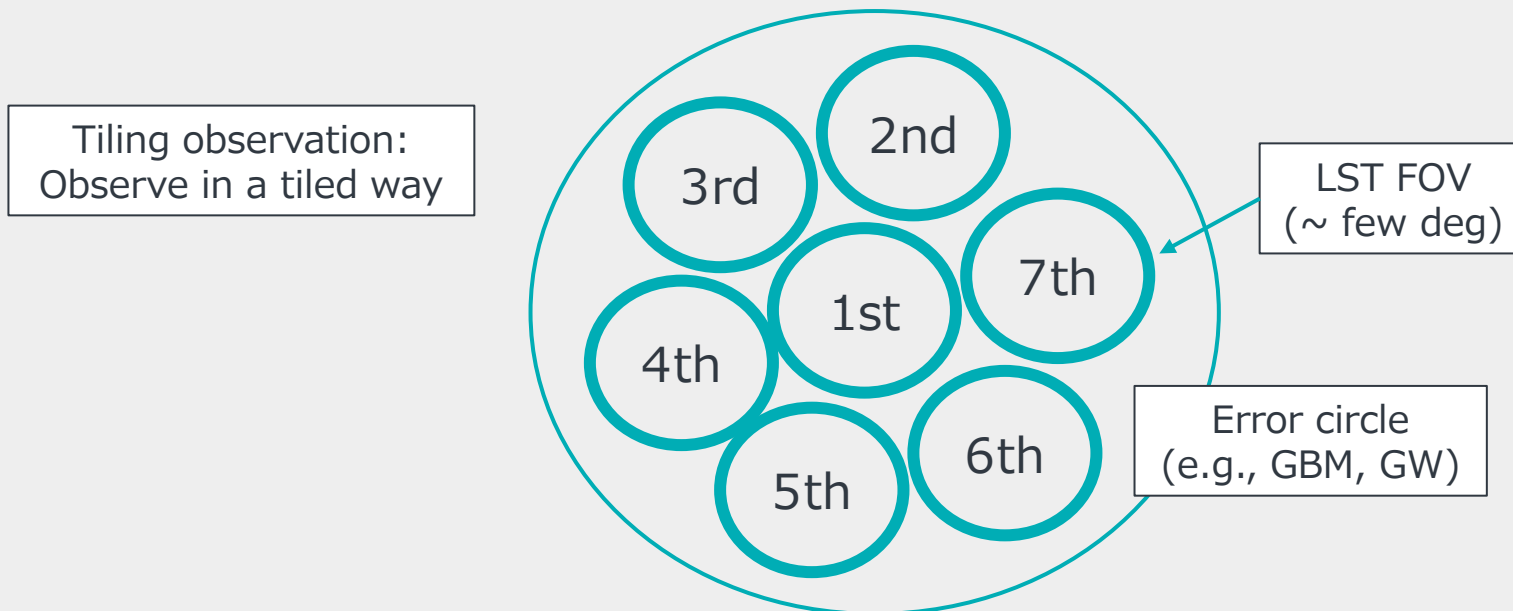 Tiling observation:
Observe in a tiled way
2nd
3rd
LST FOV
(~ few deg)
7th
1st
4th
Error circle
(e.g., GBM, GW)
6th
5th